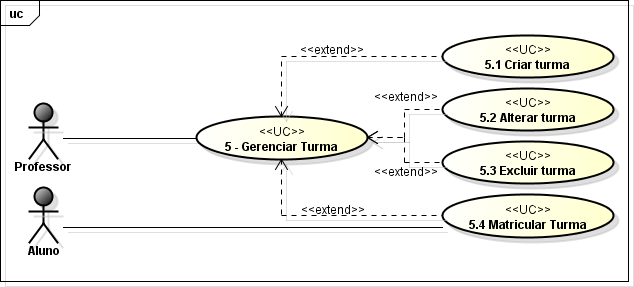 uc
<<extend>>
<<UC>>
5.1 Criar turma
<<extend>>
<<UC>>
5.2 Alterar turma
Professor
<<UC>>
5 - Gerenciar Turma
<<extend>>
<<UC>>
5.3 Excluir turma
<<extend>>
<<UC>>
5.4 Matricular Turma
Aluno